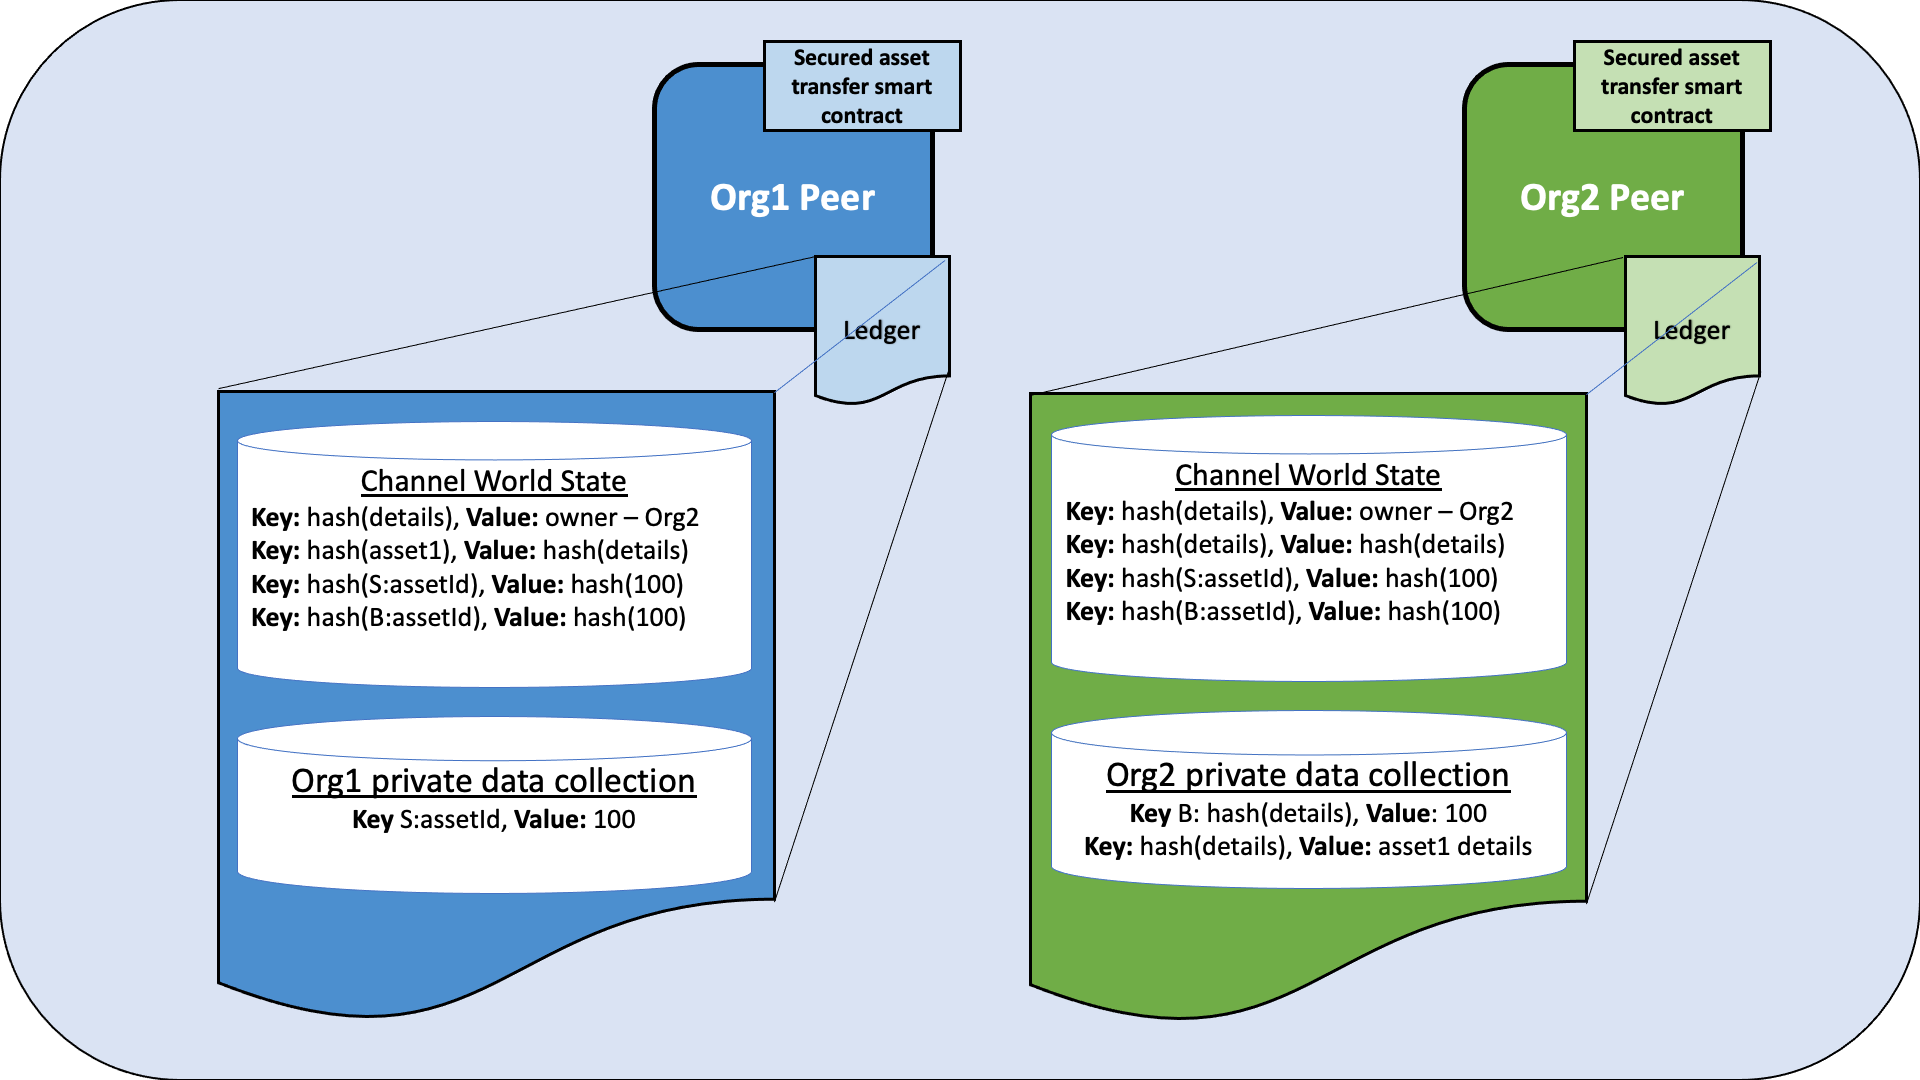 Secured asset
transfer smart
contract
Org1 Peer
Ledger
Channel World State
Key: hash(details), Value: owner – Org2
Key: hash(asset1), Value: hash(details)
Key: hash(S:assetId), Value: hash(100)
Key: hash(B:assetId), Value: hash(100)
Org1 private data collection
Key S:assetId, Value: 100
Secured asset
transfer smart
contract
Org2 Peer
Ledger
Channel World State
Key: hash(details), Value: owner – Org2
Key: hash(details), Value: hash(details)
Key: hash(S:assetId), Value: hash(100)
Key: hash(B:assetId), Value: hash(100)
Org2 private data collection
Key B: hash(details), Value: 100
Key: hash(details), Value: asset1 details